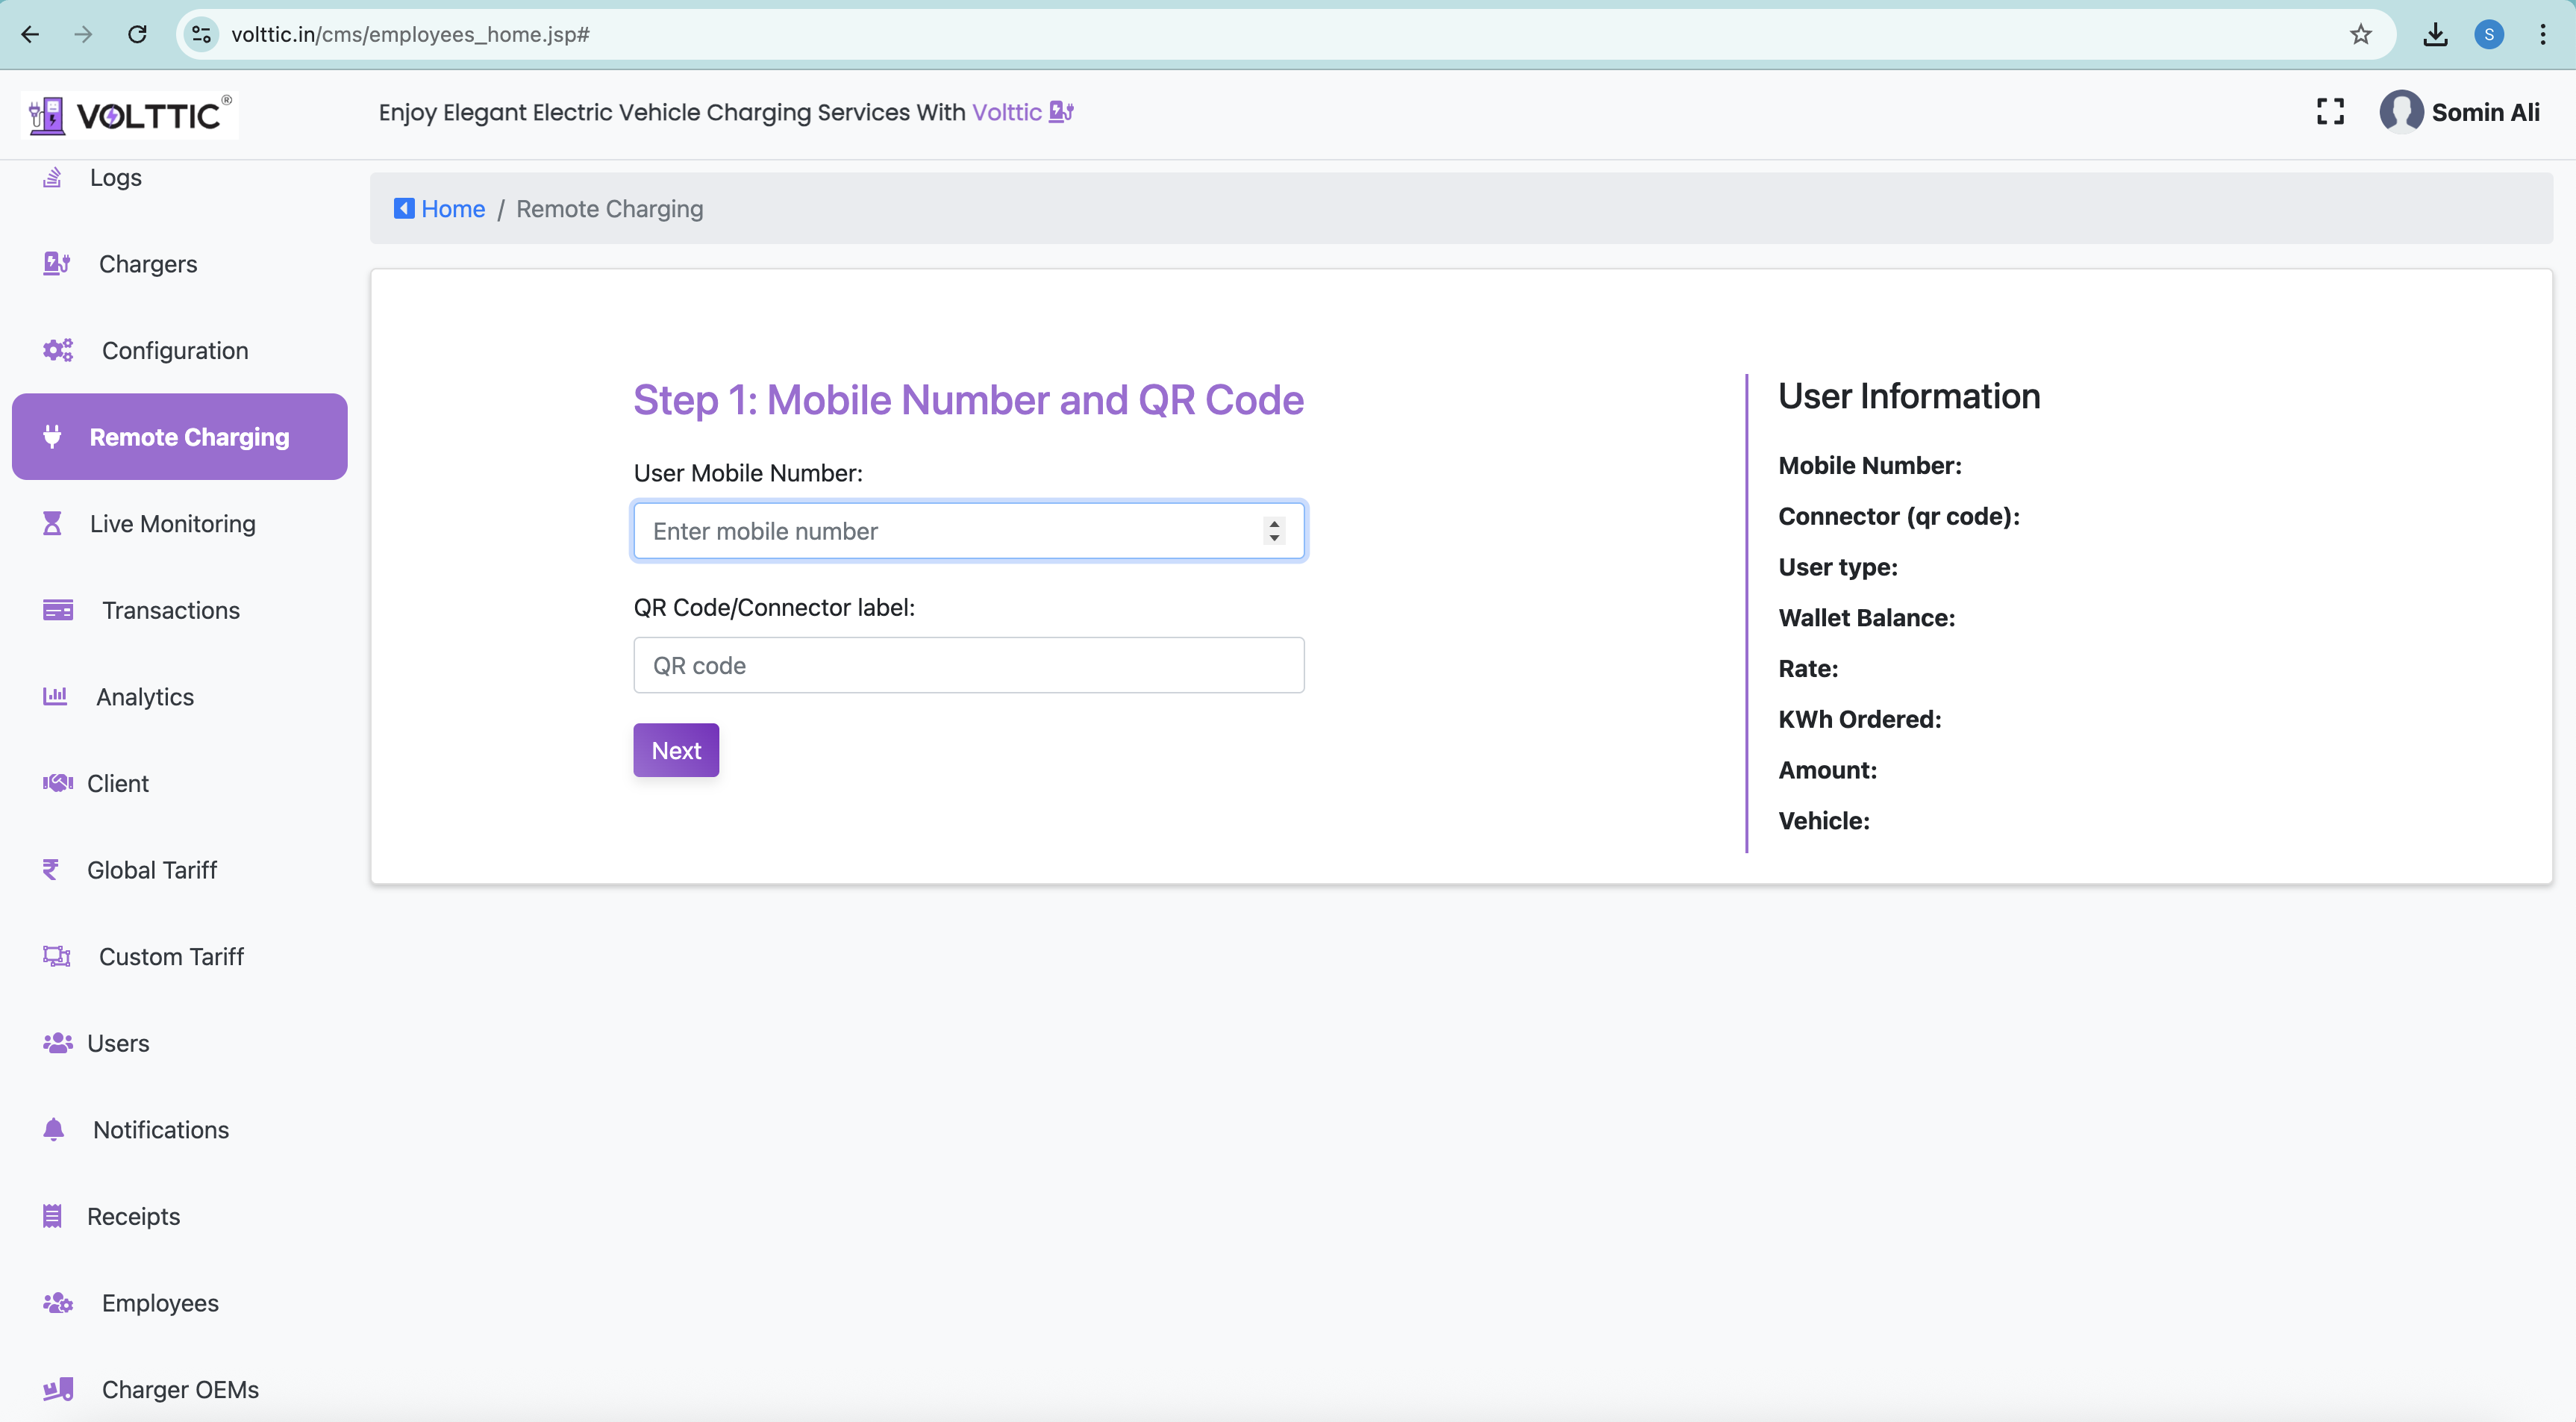 volttic.in/cms/employees_home.jsp#
S
VOLTTIC®
Enjoy Elegant Electric Vehicle Charging Services With Volttic
Somin Ali
Logs
Chargers
Configuration
Remote Charging
Live Monitoring
Transactions
Analytics
Client
Global Tariff
Custom Tariff
Users
Notifications
Receipts
Employees
Charger OEMs
Home / Remote Charging
Step 1: Mobile Number and QR Code
User Mobile Number:
Enter mobile number
QR Code/Connector label:
QR code
Next
User Information
Mobile Number:
Connector (qr code):
User type:
Wallet Balance:
Rate:
KWh Ordered:
Amount:
Vehicle: